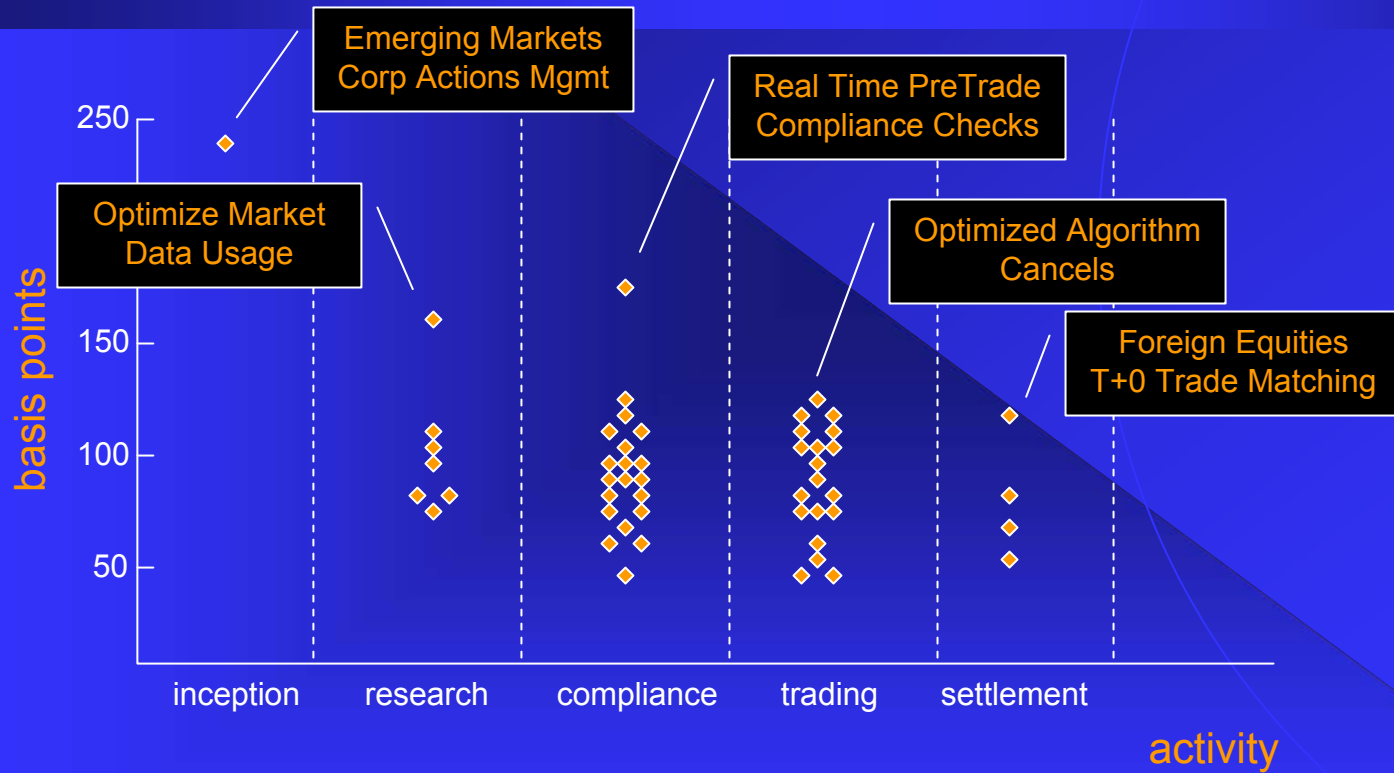 Emerging Markets
Corp Actions Mgmt
Real Time PreTrade
Compliance Checks
Optimize Market
Data Usage
Optimized Algorithm
Cancels
Foreign Equities
T+0 Trade Matching
basis points
250
150
100
50
inception
research
compliance
trading
settlement
activity